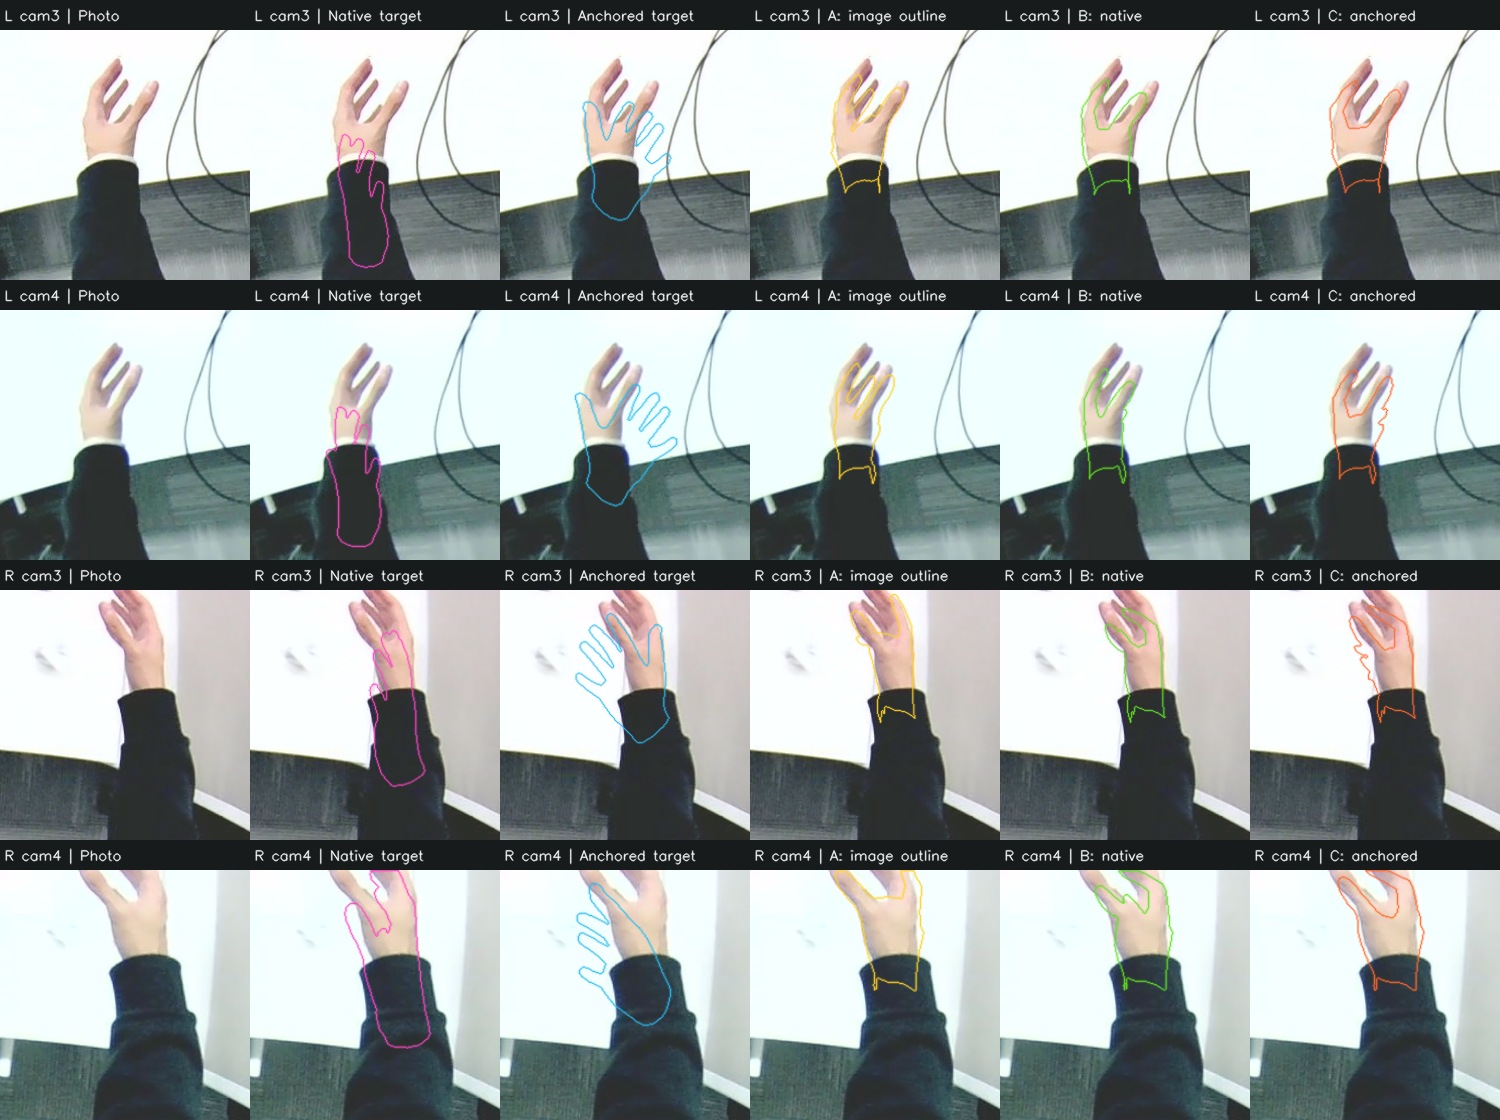 L cam3 | Photo
L cam3 | Native target
L cam3 | Anchored target
L cam3 | A: image outline
L cam3 | B: native
L cam3 | C: anchored
L cam4 | Photo
L cam4 | Native target
L cam4 | Anchored target
L cam4 | A: image outline
L cam4 | B: native
L cam4 | C: anchored
R cam3 | Photo
R cam3 | Native target
R cam3 | Anchored target
R cam3 | A: image outline
R cam3 | B: native
R cam3 | C: anchored
R cam4 | Photo
R cam4 | Native target
R cam4 | Anchored target
R cam4 | A: image outline
R cam4 | B: native
R cam4 | C: anchored